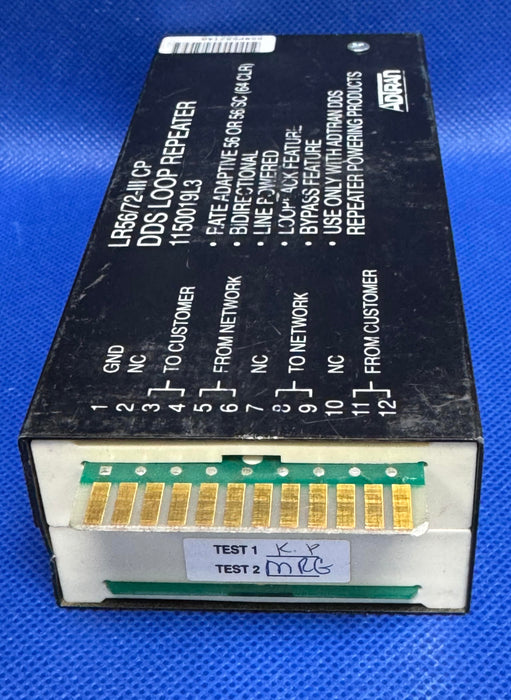 ADTRAN
LR56/72-III CP
DDS LOOP REPEATER
1150019L3
• RATE ADAPTIVE 56 OR 56 SC (64 CLR)
• BIDIRECTIONAL
• LINE POWERED
• LOOPBACK FEATURE
• BYPASS FEATURE
• USE ONLY WITH ADTRAN DDS
REPEATER POWERING PRODUCTS
1 GND
2 NC
3
4 TO CUSTOMER
5
6 FROM NETWORK
7 NC
8
9 TO NETWORK
10 NC
11
12 FROM CUSTOMER
TEST 1 K.P
TEST 2 MRG